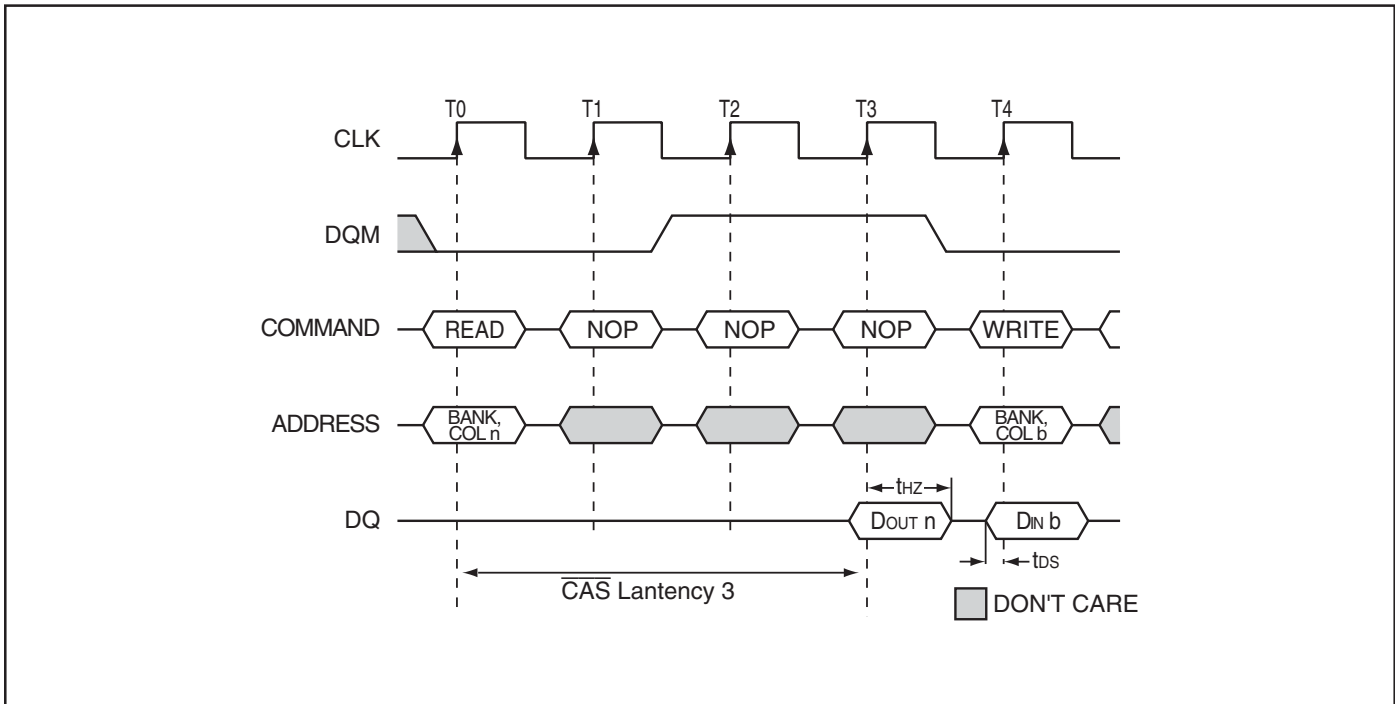 T0 T1 T2 T3 T4
CLK
DQM
COMMAND READ NOP NOP NOP WRITE
ADDRESS BANK, COL n BANK, COL b
tHZ
DQ DOUT n DIN b
tDS
CAS Lantency 3
DON'T CARE